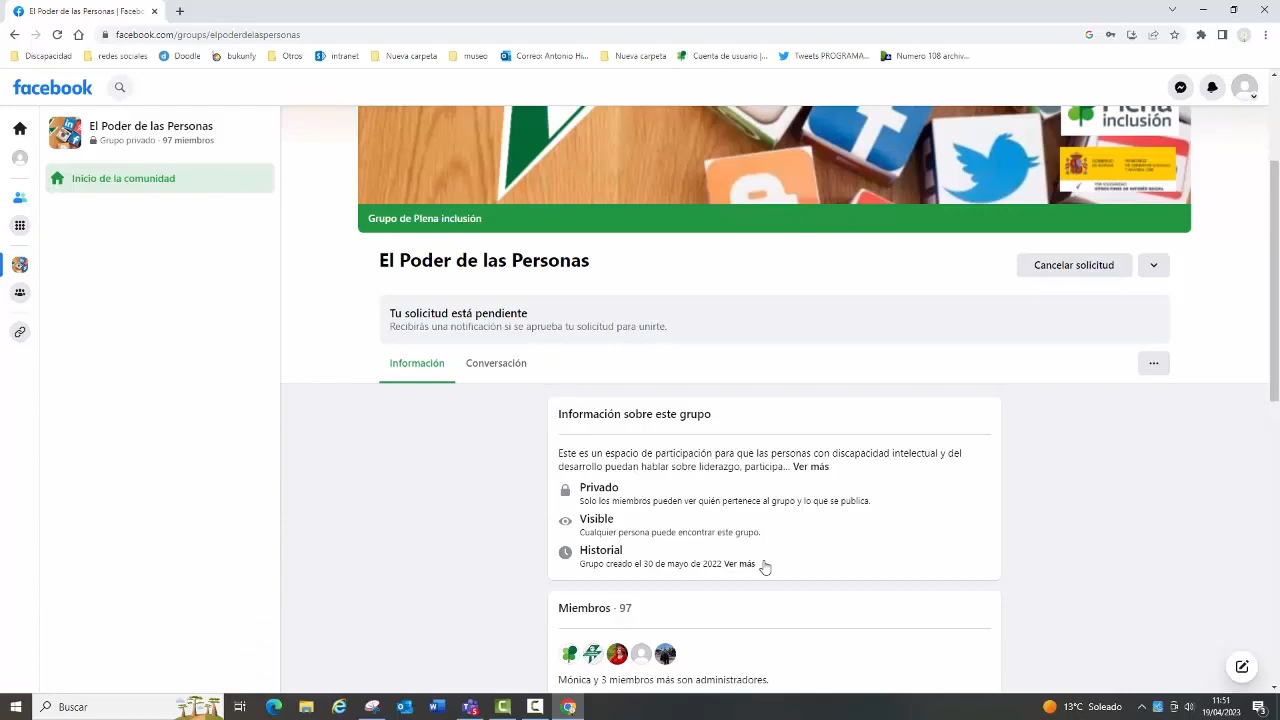 El Poder de las Personas | Faceb
facebook.com/groups/elpoderdelaspersonas
Discapacidad
redes sociales
Doodle
bukunfy
Otros
intranet
Nueva carpeta
museo
Correo: Antonio Hi...
Nueva carpeta
Cuenta de usuario |...
Tweets PROGRAMA...
Numero 108 archiv...
facebook
El Poder de las Personas
Grupo privado · 97 miembros
Inicio de la comunidad
inclusión
Grupo de Plena inclusión
El Poder de las Personas
Cancelar solicitud
Tu solicitud está pendiente
Recibirás una notificación si se aprueba tu solicitud para unirte.
Información
Conversación
Información sobre este grupo
Este es un espacio de participación para que las personas con discapacidad intelectual y del
desarrollo puedan hablar sobre liderazgo, participa... Ver más
Privado
Solo los miembros pueden ver quién pertenece al grupo y lo que se publica.
Visible
Cualquier persona puede encontrar este grupo.
Historial
Grupo creado el 30 de mayo de 2022 Ver más
Miembros · 97
Mónica y 3 miembros más son administradores.
Buscar
13°C Soleado
11:51
19/04/2023